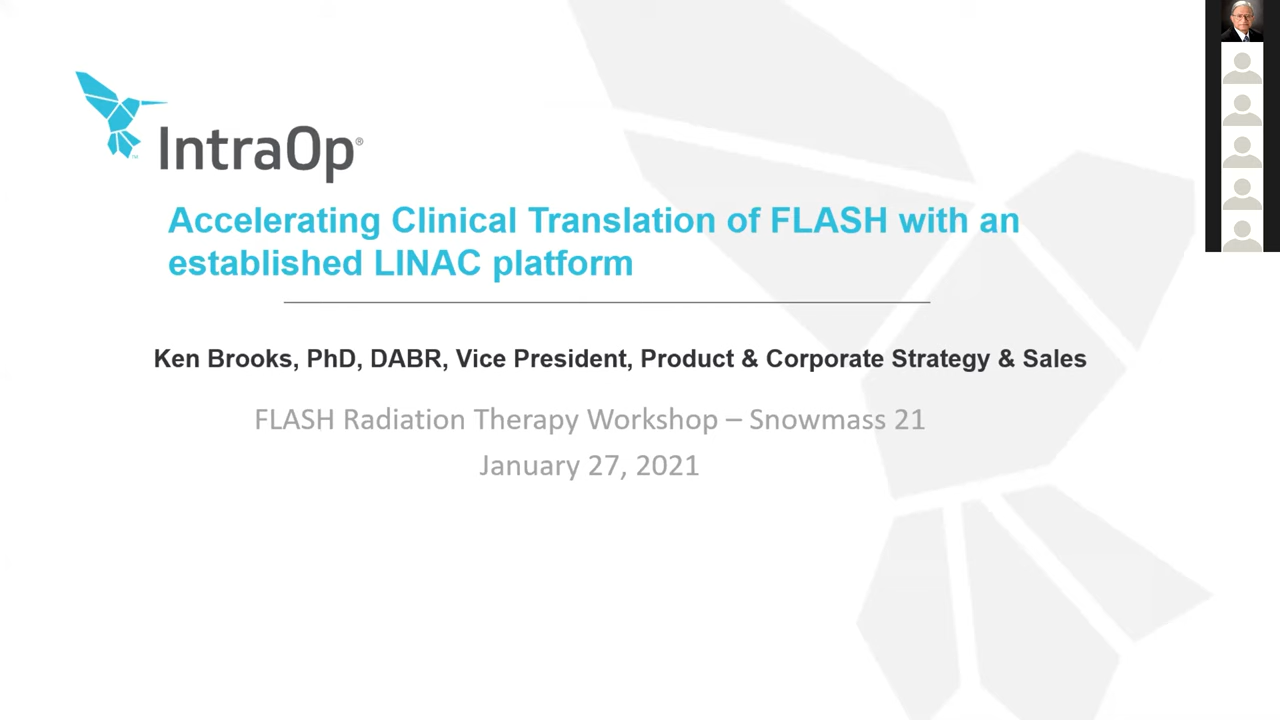 IntraOp®
Accelerating Clinical Translation of FLASH with an
established LINAC platform
Ken Brooks, PhD, DABR, Vice President, Product & Corporate Strategy & Sales
FLASH Radiation Therapy Workshop – Snowmass 21
January 27, 2021